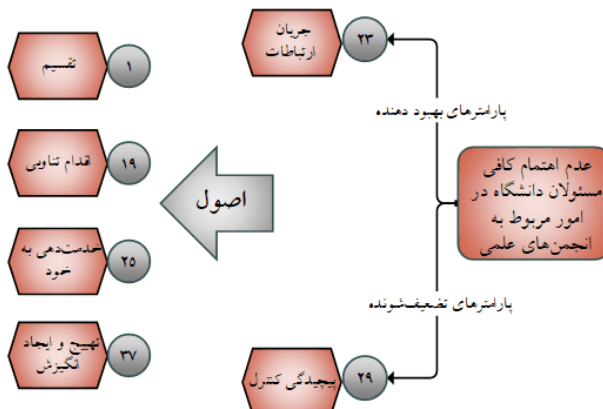 عدم اهتمام کافی
مسئولان دانشگاه در
امور مربوط به
انجمن‌های علمی
پارامترهای بهبود دهنده
۲۳
جریان
ارتباطات
پارامترهای تضعیف‌شونده
۲۹
پیچیدگی کنترل
اصول
۱
تقسیم
۱۹
اقدام تناوبی
۲۵
خدمت‌دهی به
خود
۳۷
تهییج و ایجاد
انگیزش